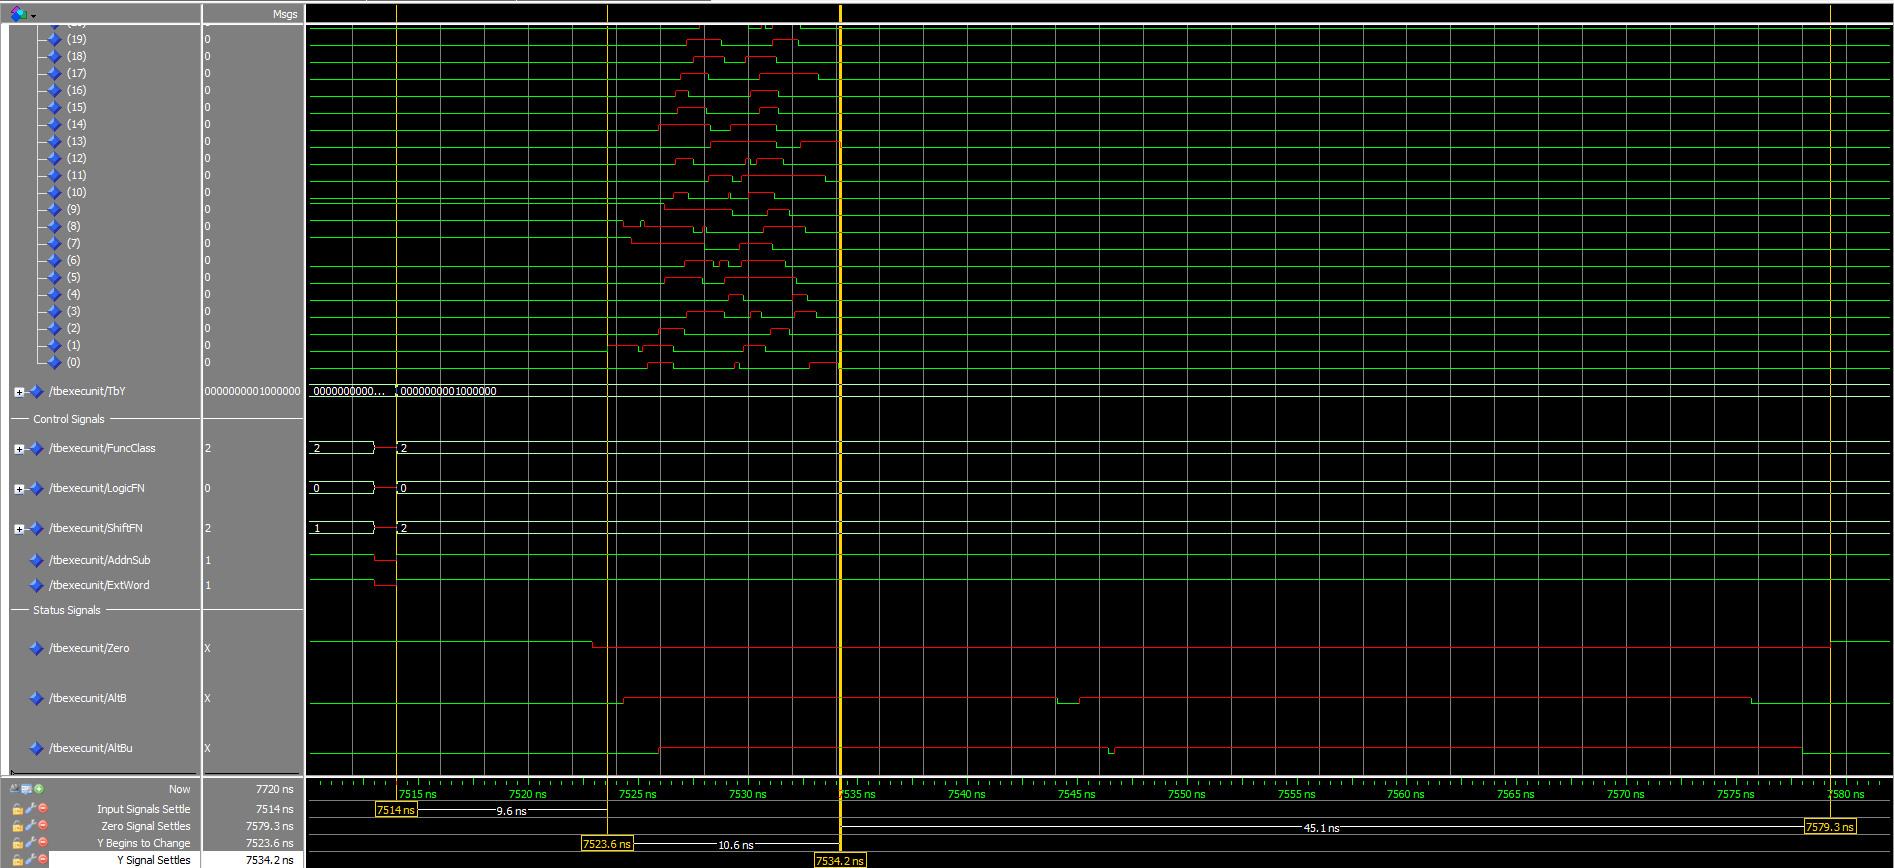 Msgs
(19) 0
(18) 0
(17) 0
(16) 0
(15) 0
(14) 0
(13) 0
(12) 0
(11) 0
(10) 0
(9) 0
(8) 0
(7) 0
(6) 0
(5) 0
(4) 0
(3) 0
(2) 0
(1) 0
(0) 0
/tbexecunit/TbY 0000000001000000 0000000000... 0000000001000000
Control Signals
/tbexecunit/FuncClass 2 2 2
/tbexecunit/LogicFN 0 0 0
/tbexecunit/ShiftFN 2 1 2
/tbexecunit/AddnSub 1
/tbexecunit/ExtWord 1
Status Signals
/tbexecunit/Zero X
/tbexecunit/AltB X
/tbexecunit/AltBu X
Now 7720 ns 7515 ns 7520 ns 7525 ns 7530 ns 7535 ns 7540 ns 7545 ns 7550 ns 7555 ns 7560 ns 7565 ns 7570 ns 7575 ns 7580 ns
Input Signals Settle 7514 ns 7514 ns 9.6 ns
Zero Signal Settles 7579.3 ns 45.1 ns 7579.3 ns
Y Begins to Change 7523.6 ns 7523.6 ns 10.6 ns
Y Signal Settles 7534.2 ns 7534.2 ns